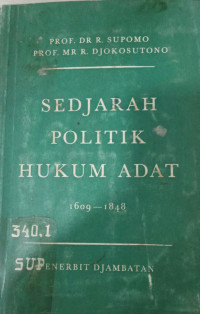 PROF. DR R. SUPOMO
PROF. MR R. DJOKOSUTONO
SEDJARAH
POLITIK
HUKUM ADAT
1609—1848
340.1
SUP
PENERBIT DJAMBATAN